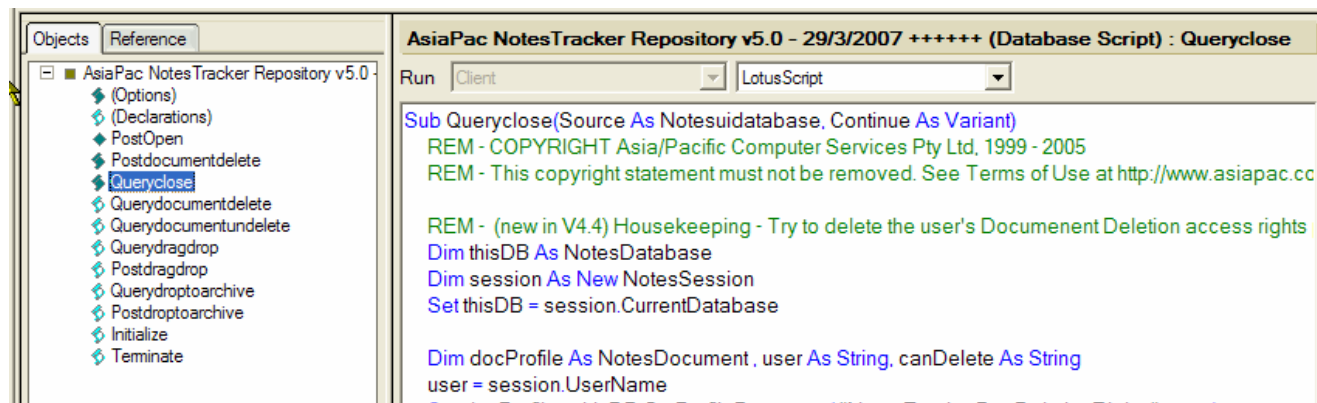 Objects Reference
AsiaPac NotesTracker Repository v5.0 -
(Options)
(Declarations)
PostOpen
Postdocumentdelete
Queryclose
Querydocumentdelete
Querydocumentundelete
Querydragdrop
Postdragdrop
Querydroptoarchive
Postdroptoarchive
Initialize
Terminate
AsiaPac NotesTracker Repository v5.0 - 29/3/2007 ++++++ (Database Script) : Queryclose
Run Client LotusScript
Sub Queryclose(Source As Notesuidatabase, Continue As Variant)
REM - COPYRIGHT Asia/Pacific Computer Services Pty Ltd, 1999 - 2005
REM - This copyright statement must not be removed. See Terms of Use at http://www.asiapac.cc
REM - (new in V4.4) Housekeeping - Try to delete the user's Documenent Deletion access rights
Dim thisDB As NotesDatabase
Dim session As New NotesSession
Set thisDB = session.CurrentDatabase
Dim docProfile As NotesDocument , user As String, canDelete As String
user = session.UserName